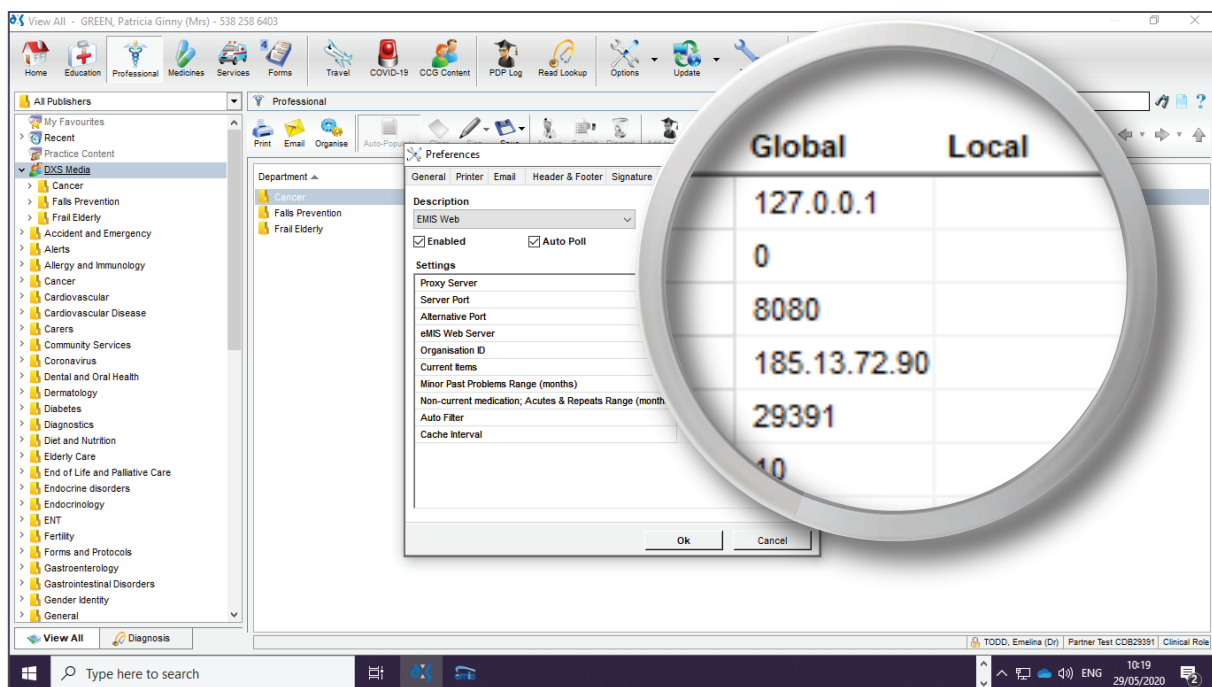 View All - GREEN, Patricia Ginny (Mrs) - 538 258 6403
Home Education Professional Medicines Services Forms Travel COVID-19 CCG Content PDP Log Read Lookup Options Update
4
All Publishers
Professional
My Favourites
Recent
Practice Content
DXS Media
Cancer
Falls Prevention
Frail Elderly
Accident and Emergency
Alerts
Allergy and Immunology
Cancer
Cardiovascular
Cardiovascular Disease
Carers
Community Services
Coronavirus
Dental and Oral Health
Dermatology
Diabetes
Diagnostics
Diet and Nutrition
Elderly Care
End of Life and Palliative Care
Endocrine disorders
Endocrinology
ENT
Fertility
Forms and Protocols
Gastroenterology
Gastrointestinal Disorders
Gender Identity
General
View All Diagnosis
Print Email Organise
Department
Cancer
Falls Prevention
Frail Elderly
Preferences
General Printer Email Header & Footer Signature
Description
EMIS Web
Enabled Auto Poll
Settings
Proxy Server
Server Port
Alternative Port
eMIS Web Server
Organisation ID
Current Items
Minor Past Problems Range (months)
Non-current medication; Acutes & Repeats Range (month
Auto Filter
Cache Interval
Ok Cancel
Global Local
127.0.0.1
0
8080
185.13.72.90
29391
10
TODD, Emelina (Dr) Partner Test CDB29391 Clinical Role
Type here to search
ENG
10:19
29/05/2020
2